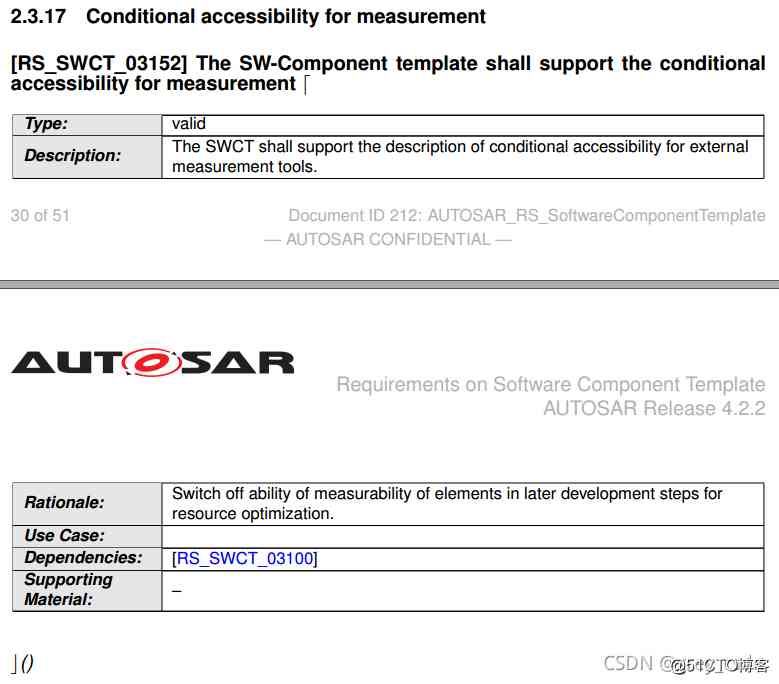 2.3.17 Conditional accessibility for measurement
[RS_SWCT_03152] The SW-Component template shall support the conditional
accessibility for measurement ⌈
Type: valid
Description: The SWCT shall support the description of conditional accessibility for external
measurement tools.
30 of 51 Document ID 212: AUTOSAR_RS_SoftwareComponentTemplate
— AUTOSAR CONFIDENTIAL —
AUTOSAR
Requirements on Software Component Template
AUTOSAR Release 4.2.2
Rationale: Switch off ability of measurability of elements in later development steps for
resource optimization.
Use Case:
Dependencies: [RS_SWCT_03100]
Supporting
Material: –
⌋()
CSDN @51CTO博客